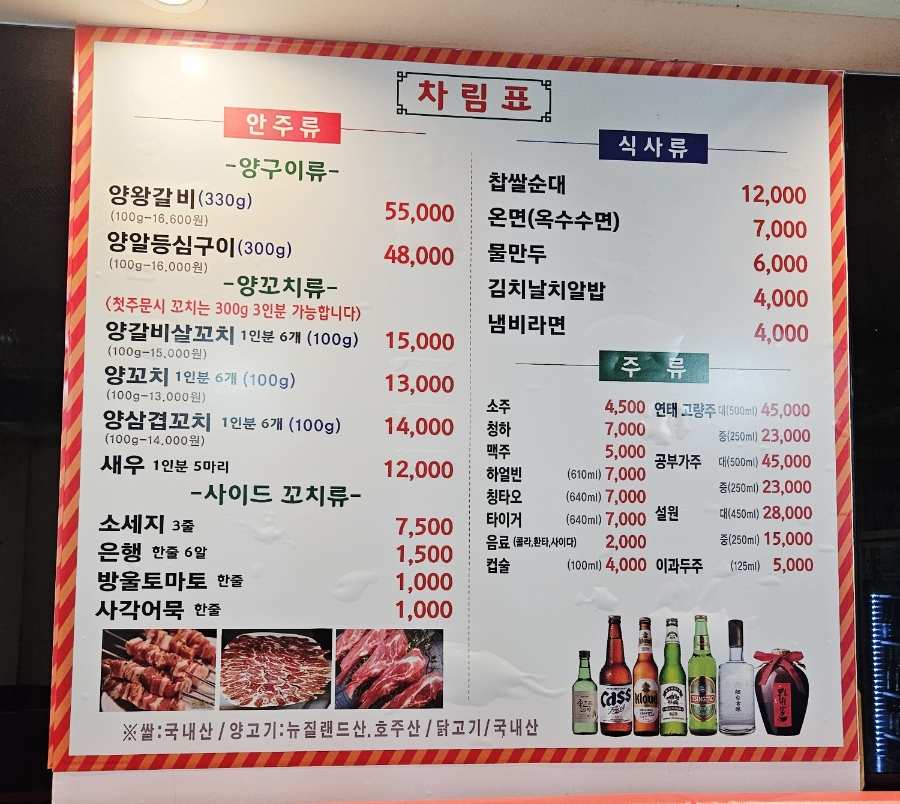 차림표
안주류
-양구이류-
양왕갈비(330g) 55,000
(100g-16,600원)
양알등심구이(300g) 48,000
(100g-16,000원)
-양꼬치류-
(첫주문시 꼬치는 300g 3인분 가능합니다)
양갈비살꼬치 1인분 6개 (100g) 15,000
(100g-15,000원)
양꼬치 1인분 6개 (100g) 13,000
(100g-13,000원)
양삼겹꼬치 1인분 6개 (100g) 14,000
(100g-14,000원)
새우 1인분 5마리 12,000
-사이드 꼬치류-
소세지 3줄 7,500
은행 한줄 6알 1,500
방울토마토 한줄 1,000
사각어묵 한줄 1,000
식사류
찹쌀순대 12,000
온면(옥수수면) 7,000
물만두 6,000
김치날치알밥 4,000
냄비라면 4,000
주류
소주 4,500
청하 7,000
맥주 5,000
하얼빈 (610ml) 7,000
칭타오 (640ml) 7,000
타이거 (640ml) 7,000
음료 (콜라,환타,사이다) 2,000
컵술 (100ml) 4,000
연태 고량주 대(500ml) 45,000
중(250ml) 23,000
공부가주 대(500ml) 45,000
중(250ml) 23,000
설원 대(450ml) 28,000
중(250ml) 15,000
이과두주 (125ml) 5,000
Cass
Kloud
TSINGTAO
※쌀:국내산/양고기:뉴질랜드산.호주산/닭고기/국내산